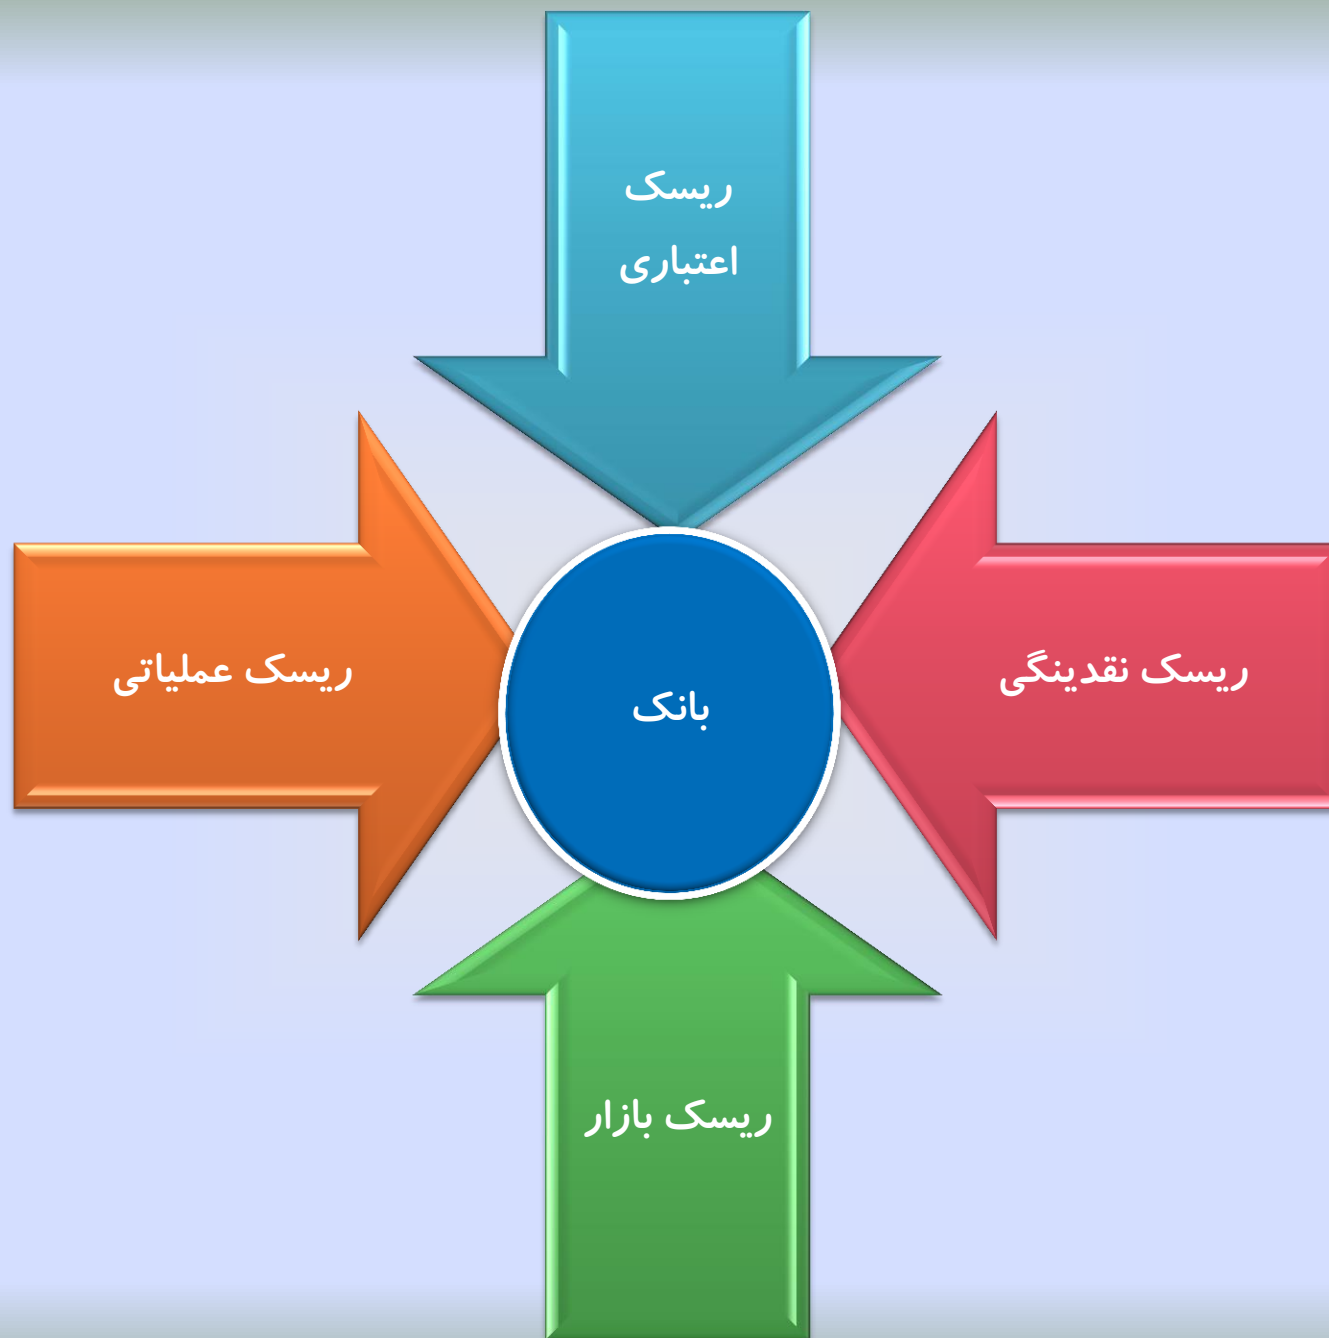 ریسک
اعتباری
ریسک نقدینگی
بانک
ریسک عملیاتی
ریسک بازار